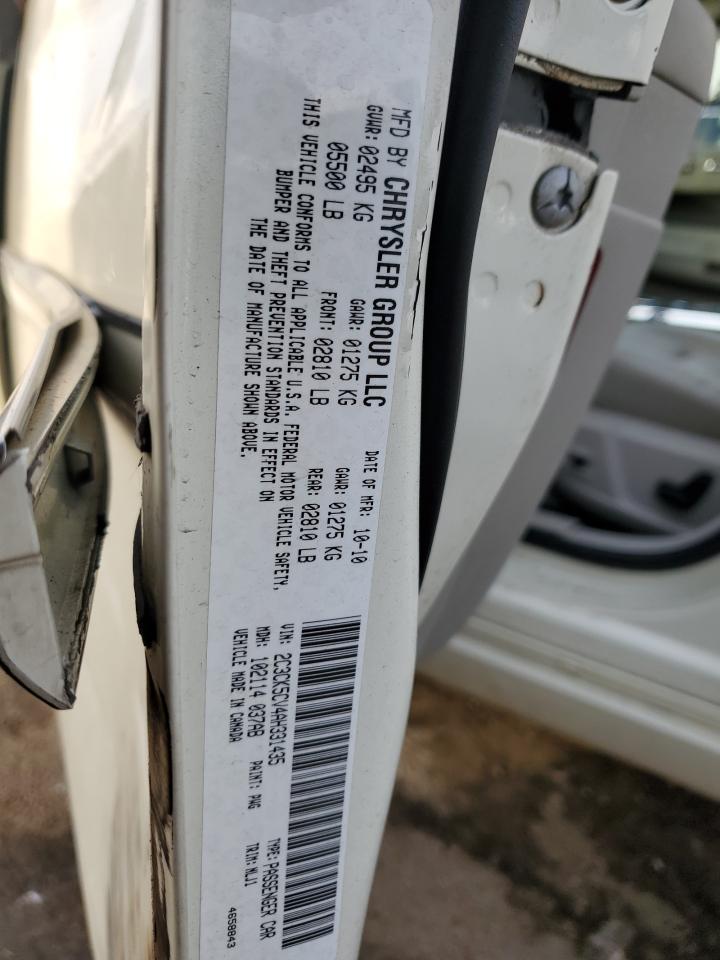 MFD BY CHRYSLER GROUP LLC
DATE OF MFR: 10-10
GVWR: 02495 KG
GAWR: 01275 KG
GAWR: 01275 KG
05500 LB
FRONT: 02810 LB
REAR: 02810 LB
THIS VEHICLE CONFORMS TO ALL APPLICABLE U.S.A. FEDERAL MOTOR VEHICLE SAFETY,
BUMPER AND THEFT PREVENTION STANDARDS IN EFFECT ON
THE DATE OF MANUFACTURE SHOWN ABOVE.
VIN: 2C3CK5CV4AH331435
TYPE: PASSENGER CAR
MDH: 102114 037AB
PAINT: PWG
TRIM: MLJ1
VEHICLE MADE IN CANADA
4658843